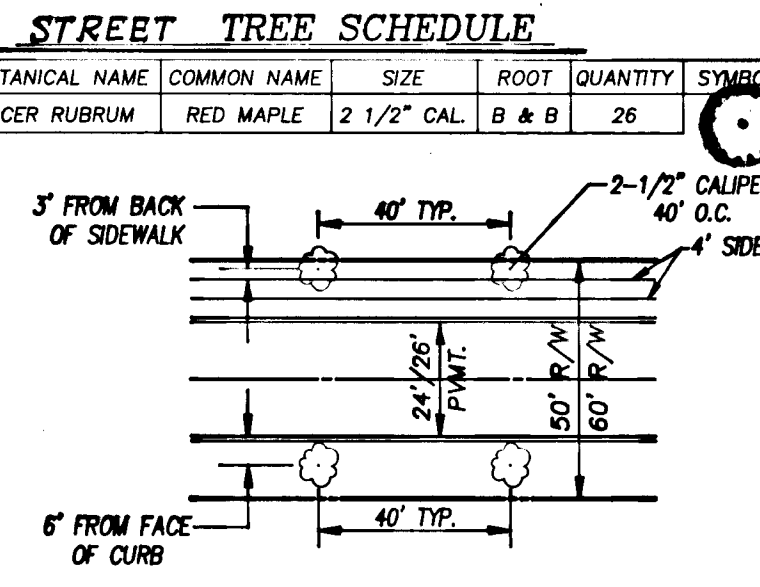 STREET TREE SCHEDULE
TANICAL NAME COMMON NAME SIZE ROOT QUANTITY SYMBO
CER RUBRUM RED MAPLE 2 1/2" CAL. B & B 26
3' FROM BACK
OF SIDEWALK
40' TYP.
2-1/2" CALIPE
40' O.C.
4' SIDE
24'/26'
PVMT.
50' R/W
60' R/W
6' FROM FACE
OF CURB
40' TYP.